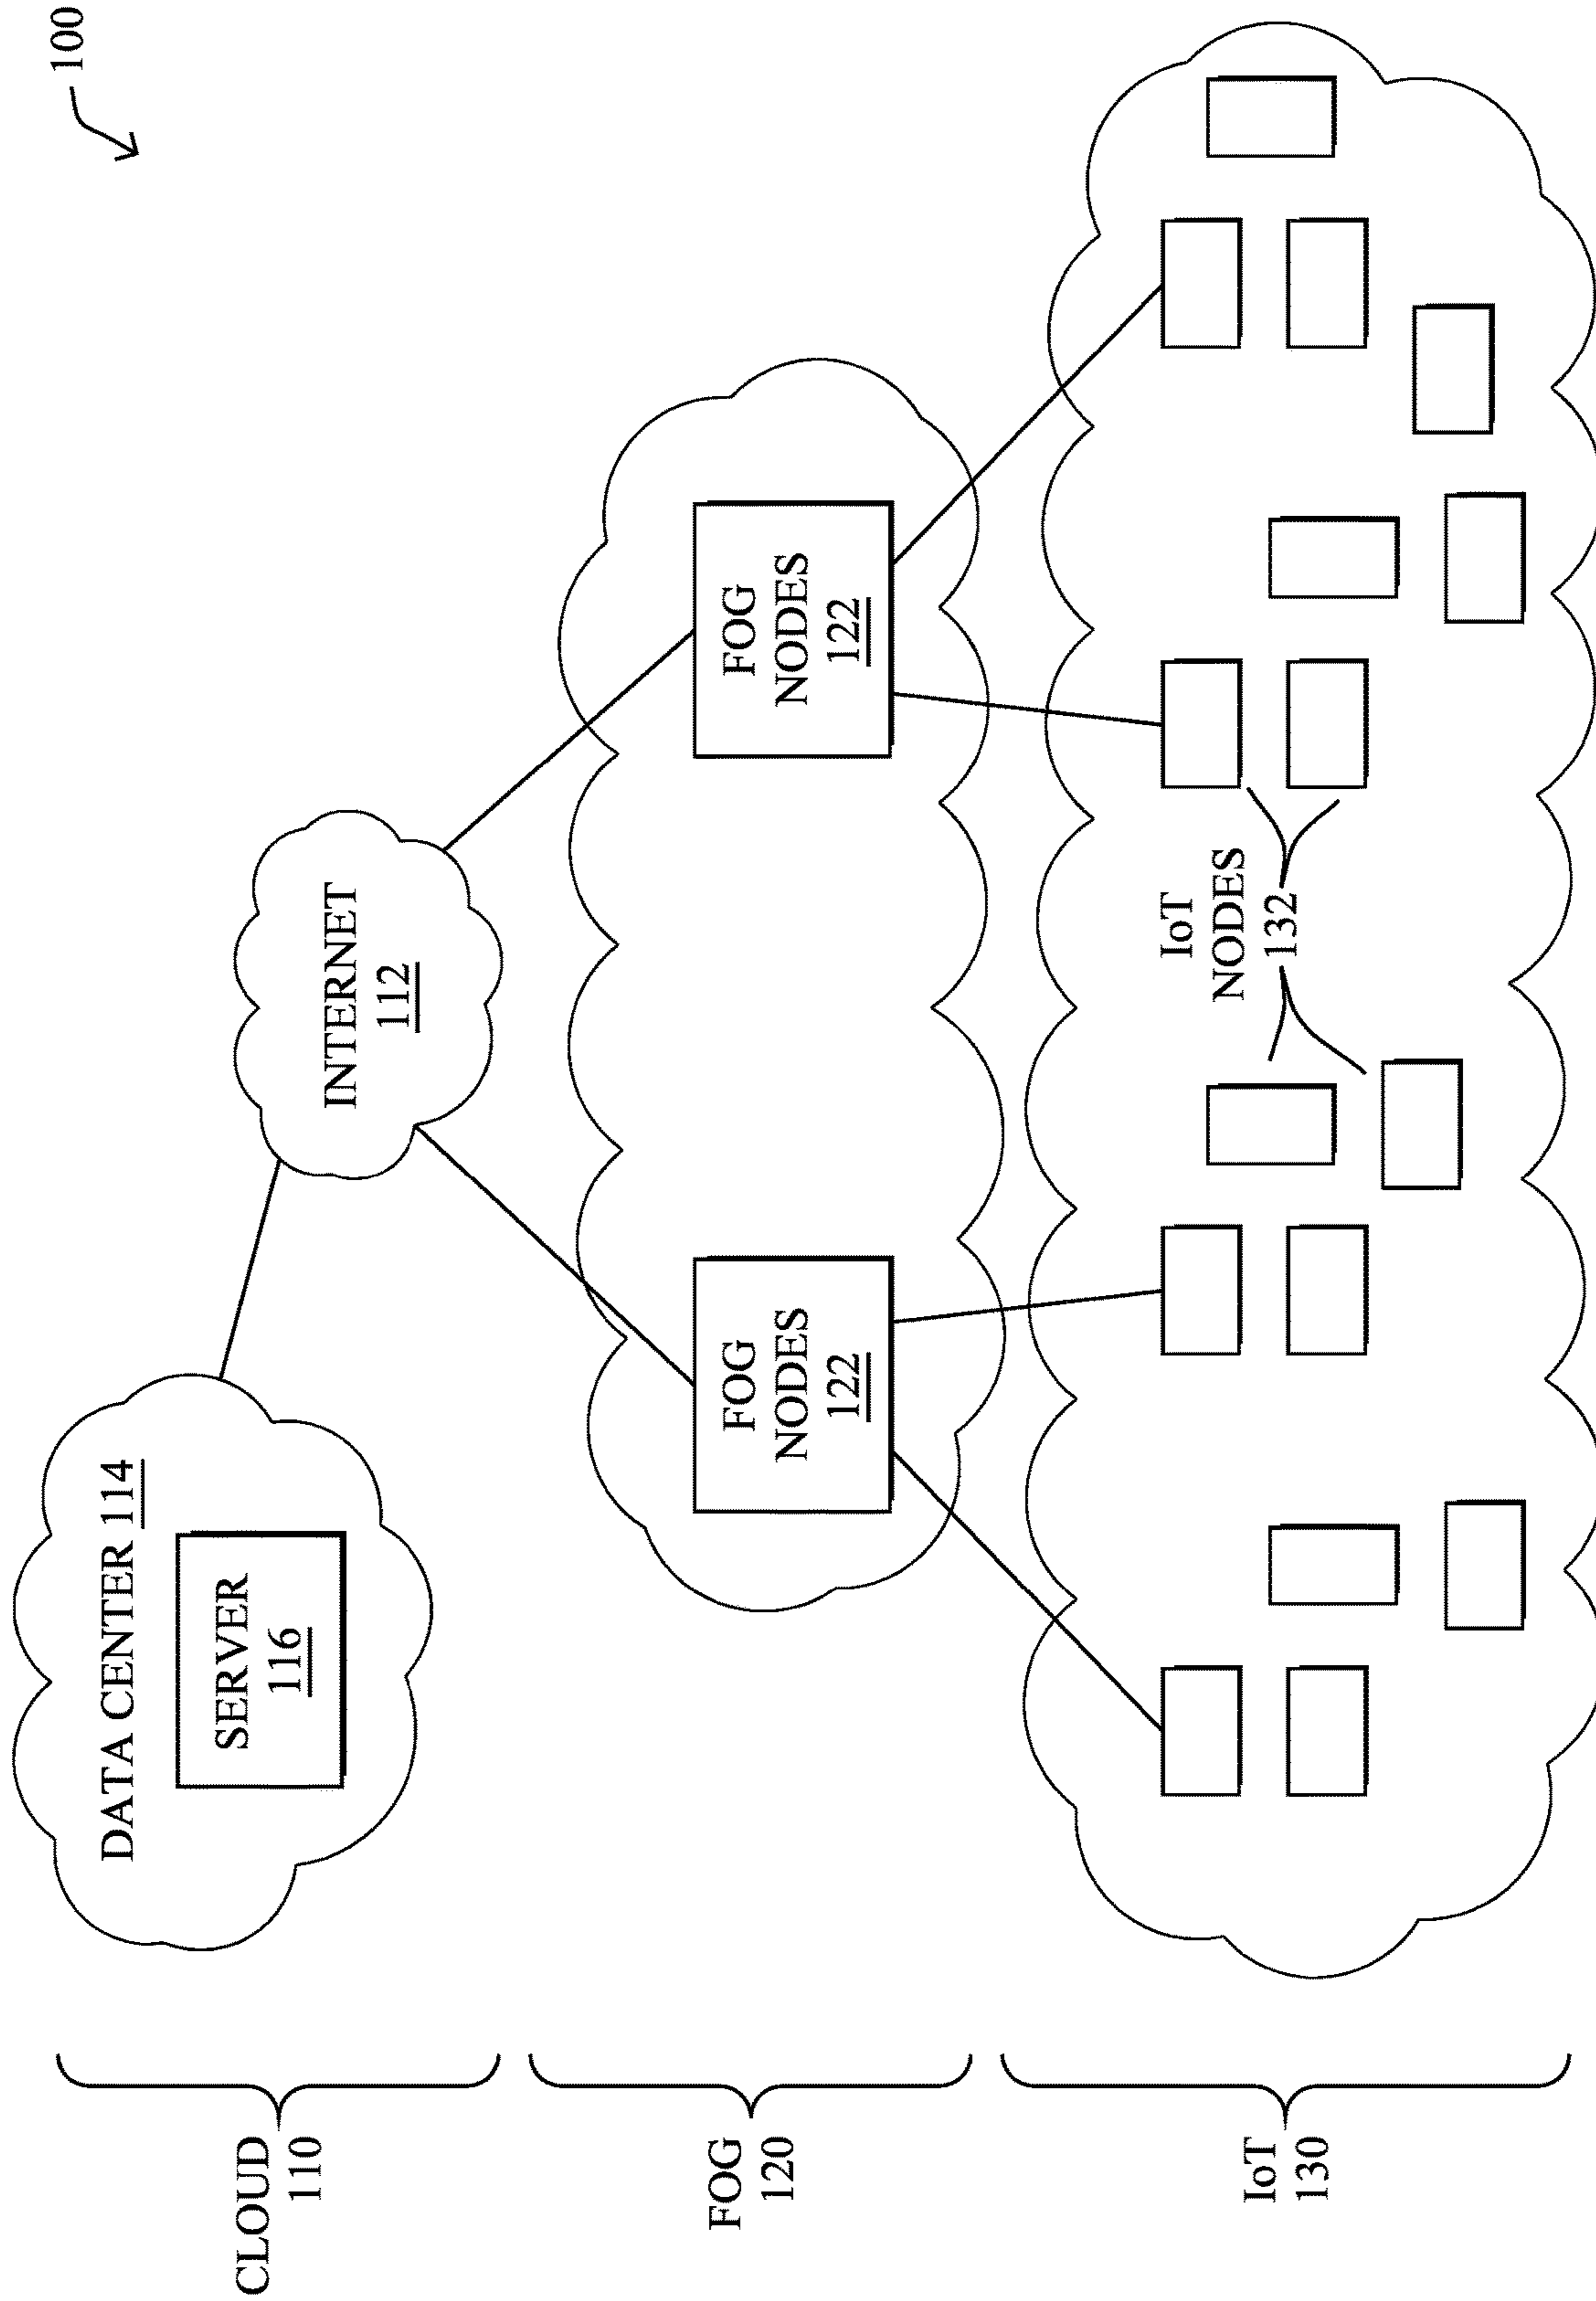 100
CLOUD
110
DATA CENTER 114
SERVER
116
INTERNET
112
FOG
120
FOG
NODES
122
FOG
NODES
122
IoT
130
IoT
NODES
132